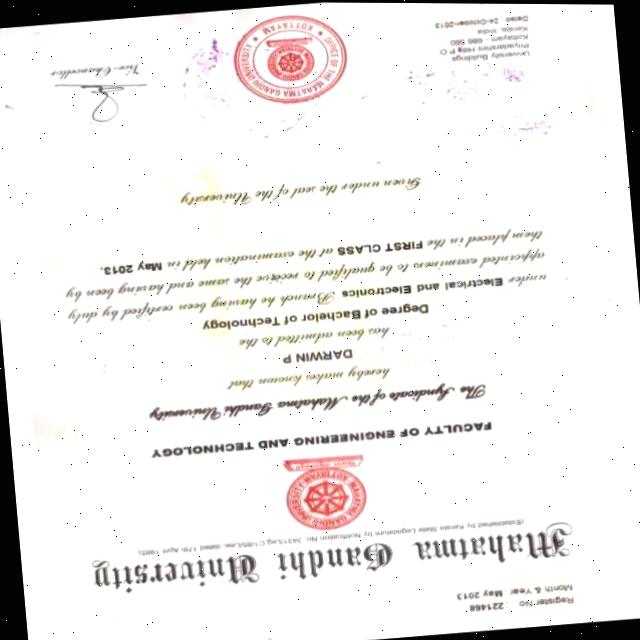 Register No : 221468
Month & Year May 2013
Mahatma Gandhi University
(Established by Kerala State Legislature by Notification No. 3431/Leg.C1/85/Law dated 17th April 1985)
MAHATMA GANDHI UNIVERSITY KOTTAYAM
FACULTY OF ENGINEERING AND TECHNOLOGY
The Syndicate of the Mahatma Gandhi University
hereby makes known that
DARWIN P
has been admitted to the
Degree of Bachelor of Technology
under Electrical and Electronics Branch he having been certified by duly
appointed examiners to be qualified to receive the same and having been by
them placed in the FIRST CLASS at the examination held in May 2013.
Given under the seal of the University
University Buildings
Priyadarshini Hills P O
Kottayam - 686 560
Kerala, India
Dated 24-October-2013
OF THE MAHATMA GANDHI UNIVERSITY
KOTTAYAM
Vice-Chancellor